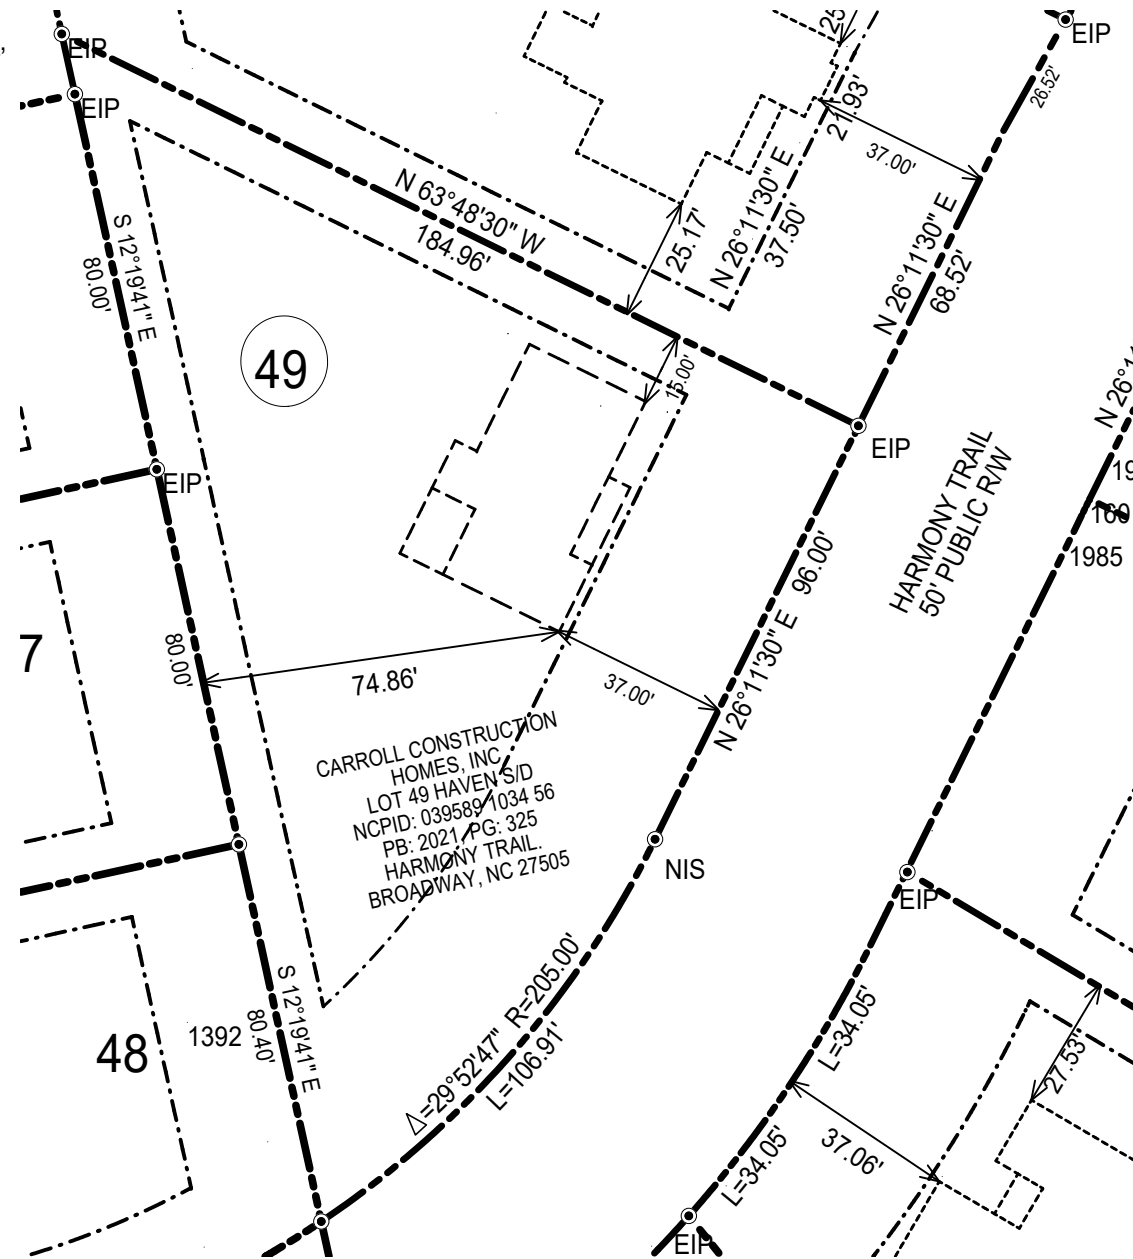 EIP
EIP
EIP
26.52'
25
21.93'
37.00'
N 63°48'30" W
184.96'
25.17'
N 26°11'30" E
37.50'
N 26°11'30" E
68.52'
S 12°19'41" E
80.00'
49
15.00'
EIP
EIP
HARMONY TRAIL
50' PUBLIC R/W
N 26°1
19
160
1985
N 26°11'30" E 96.00'
7
80.00'
74.86'
37.00'
CARROLL CONSTRUCTION
HOMES, INC
LOT 49 HAVEN S/D
NCPID: 039589 1034 56
PB: 2021, PG: 325
HARMONY TRAIL.
BROADWAY, NC 27505
NIS
EIP
48
1392
S 12°19'41" E
80.40'
Δ=29°52'47" R=205.00'
L=106.91'
L=34.05'
27.53'
37.06'
L=34.05'
EIP